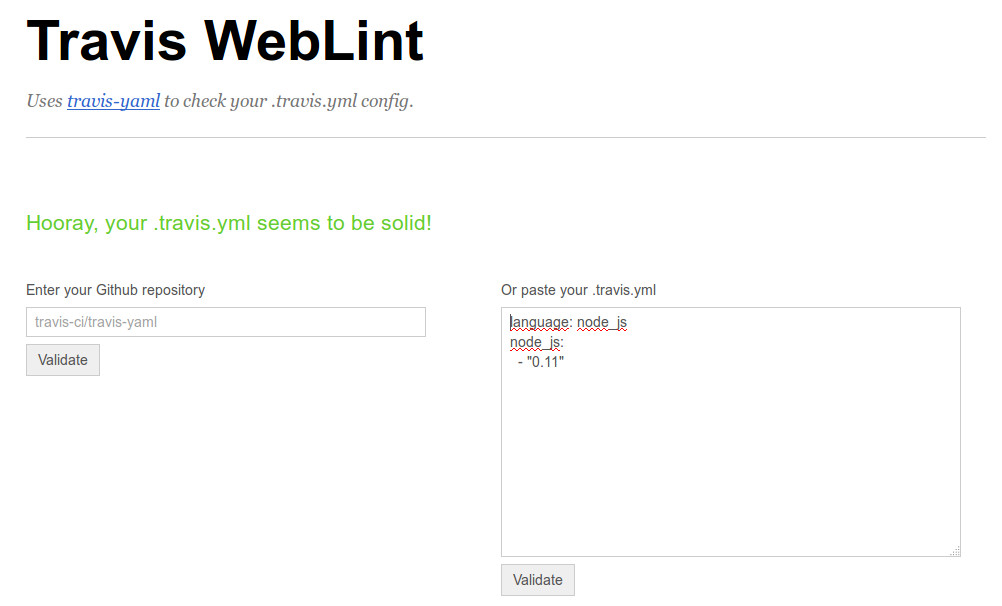 Travis WebLint
Uses travis-yaml to check your .travis.yml config.
Hooray, your .travis.yml seems to be solid!
Enter your Github repository
travis-ci/travis-yaml
Validate
Or paste your .travis.yml
language: node_js
node_js:
  - "0.11"
Validate